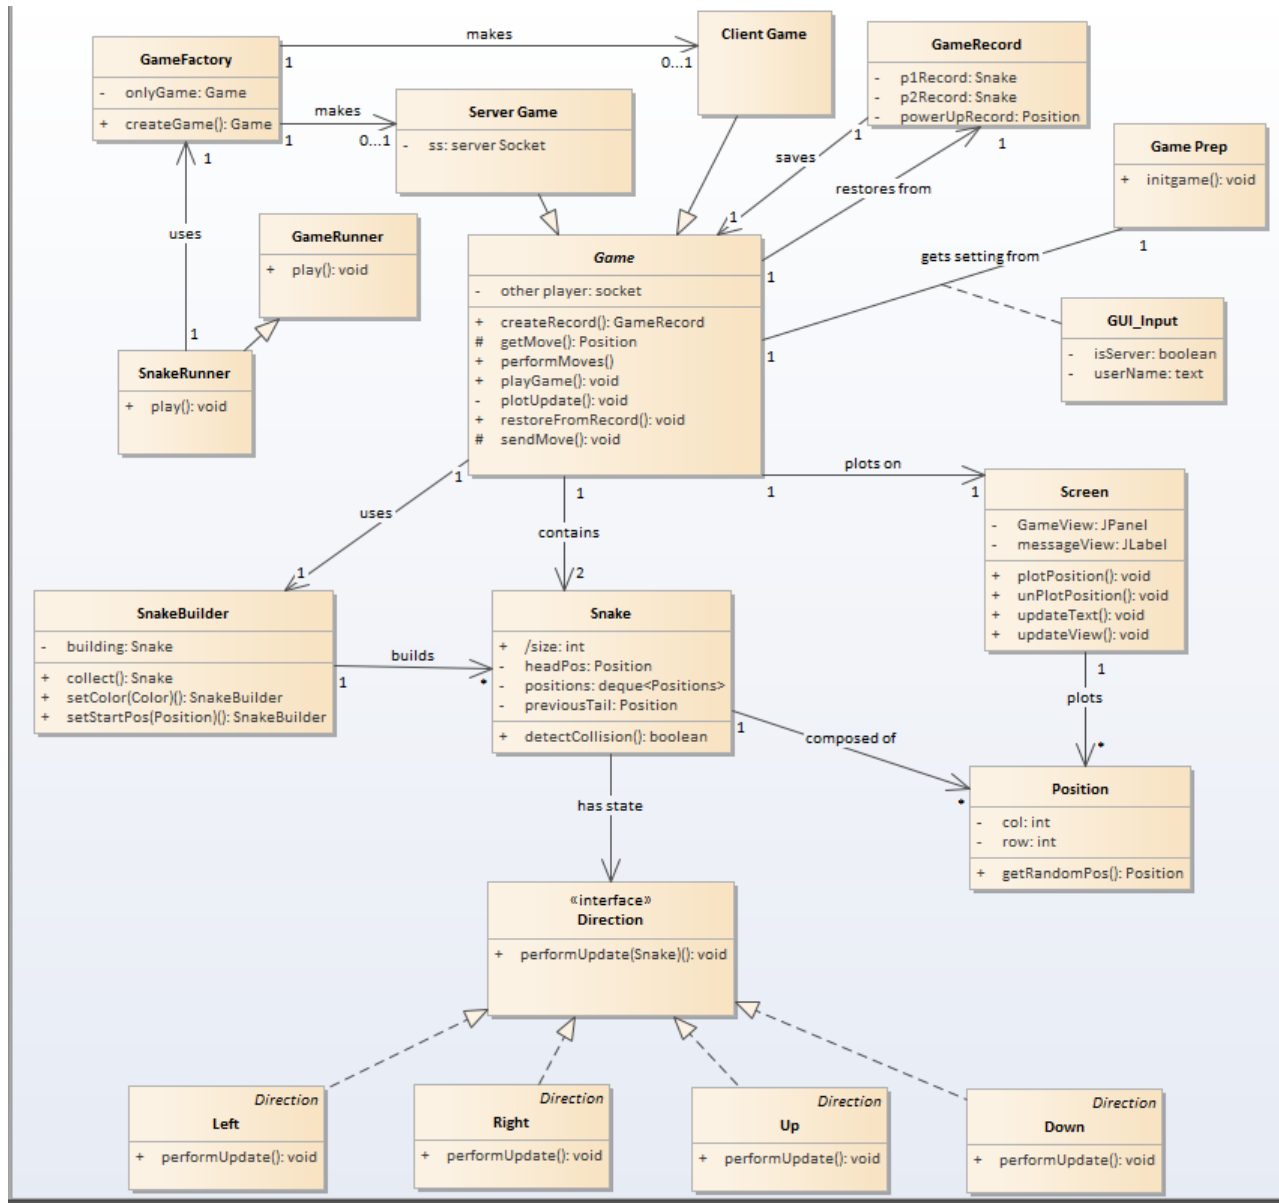 GameFactory
- onlyGame: Game
+ createGame(): Game
makes
1
0...1
Client Game
makes
1
0...1
Server Game
- ss: server Socket
GameRecord
- p1Record: Snake
- p2Record: Snake
- powerUpRecord: Position
1
saves
1
restores from
1
1
Game Prep
+ initgame(): void
1
gets setting from
1
GUI_Input
- isServer: boolean
- userName: text
1
uses
1
GameRunner
+ play(): void
SnakeRunner
+ play(): void
Game
- other player: socket
+ createRecord(): GameRecord
# getMove(): Position
+ performMoves()
+ playGame(): void
- plotUpdate(): void
+ restoreFromRecord(): void
# sendMove(): void
1
uses
1
1
contains
2
plots on
1
1
Screen
- GameView: JPanel
- messageView: JLabel
+ plotPosition(): void
+ unPlotPosition(): void
+ updateText(): void
+ updateView(): void
1
plots
*
SnakeBuilder
- building: Snake
+ collect(): Snake
+ setColor(Color)(): SnakeBuilder
+ setStartPos(Position)(): SnakeBuilder
builds
1
*
Snake
+ /size: int
- headPos: Position
- positions: deque<Positions>
- previousTail: Position
+ detectCollision(): boolean
1
composed of
*
Position
- col: int
- row: int
+ getRandomPos(): Position
has state
«interface»
Direction
+ performUpdate(Snake)(): void
Direction
Left
+ performUpdate(): void
Direction
Right
+ performUpdate(): void
Direction
Up
+ performUpdate(): void
Direction
Down
+ performUpdate(): void